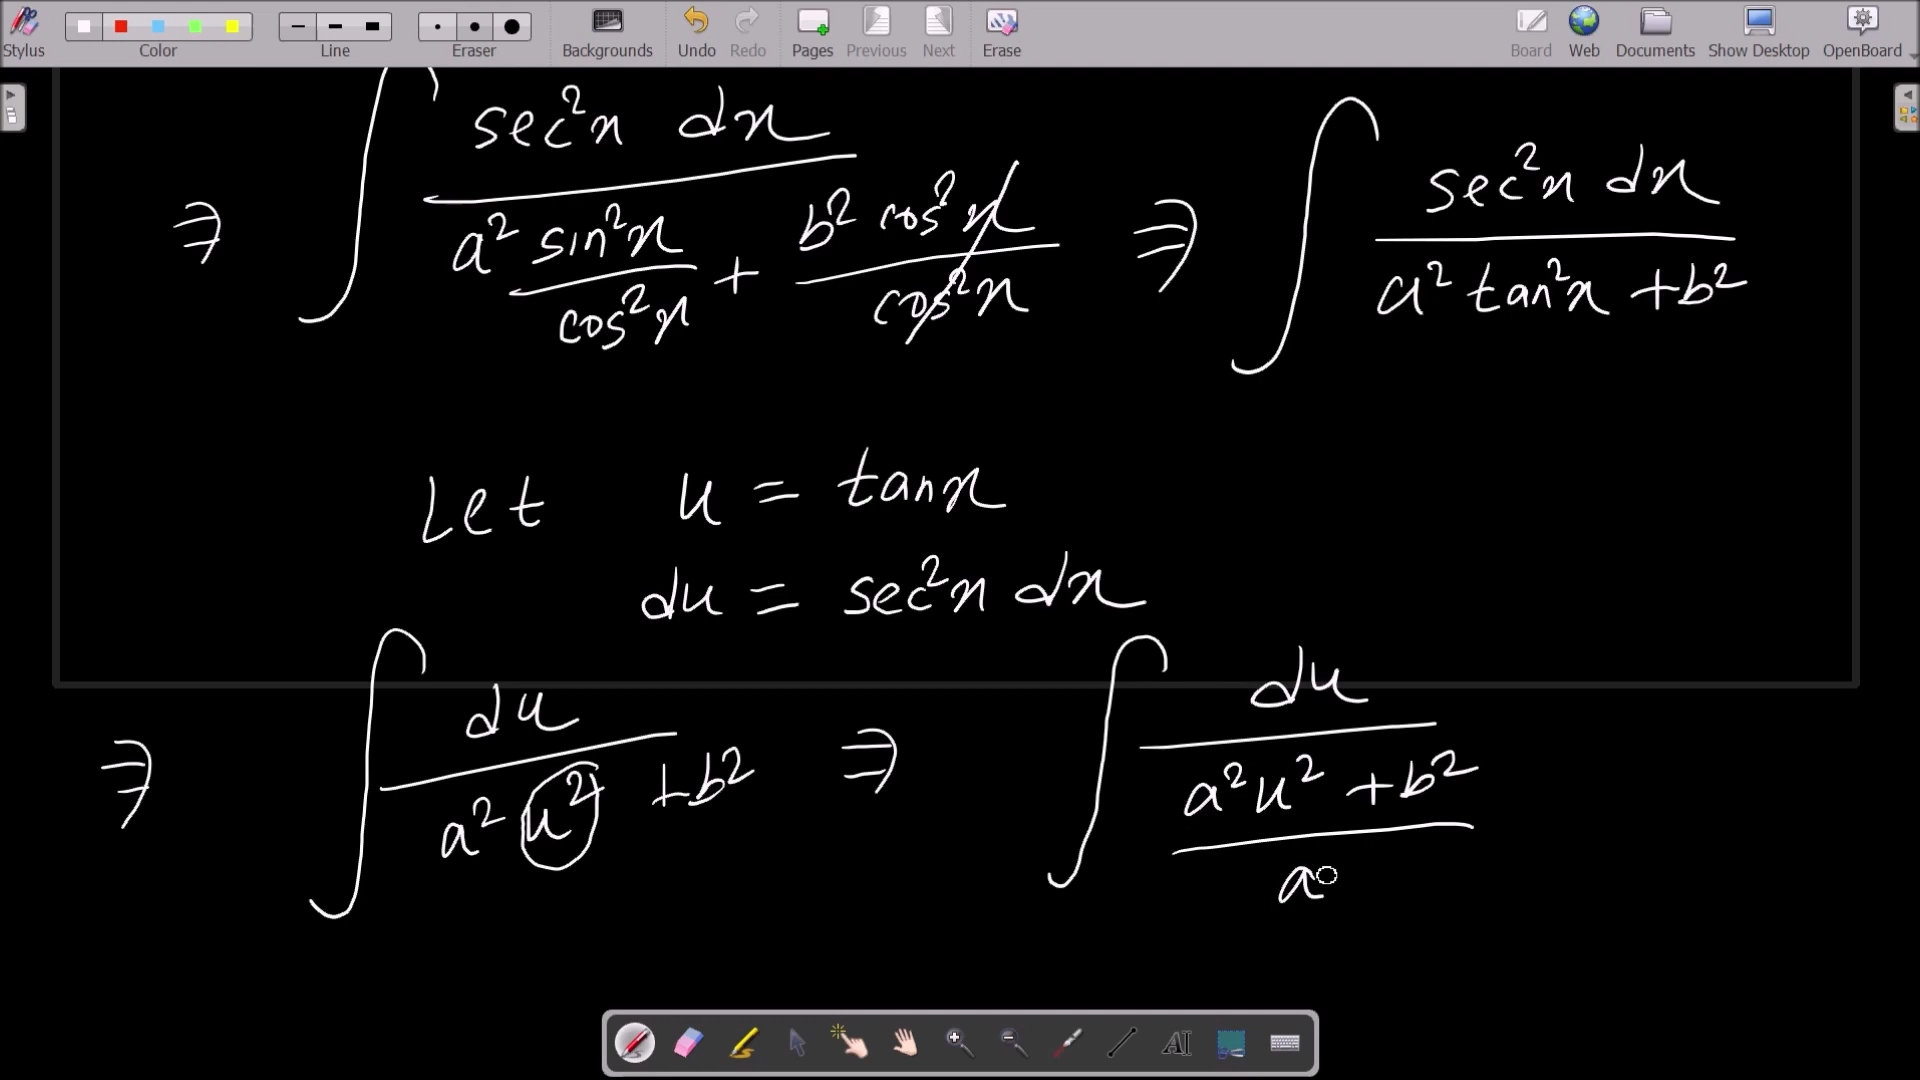 Stylus Color Line Eraser Backgrounds Undo Redo Pages Previous Next Erase Board Web Documents Show Desktop OpenBoard
⇒ ∫ sec²x dx / (a² sin²x / cos²x + b² cos²x / cos²x) ⇒ ∫ sec²x dx / (a² tan²x + b²)
Let u = tanx
du = sec²x dx
⇒ ∫ du / (a² u² + b²) ⇒ ∫ du / ((a²u² + b²) / a
AI